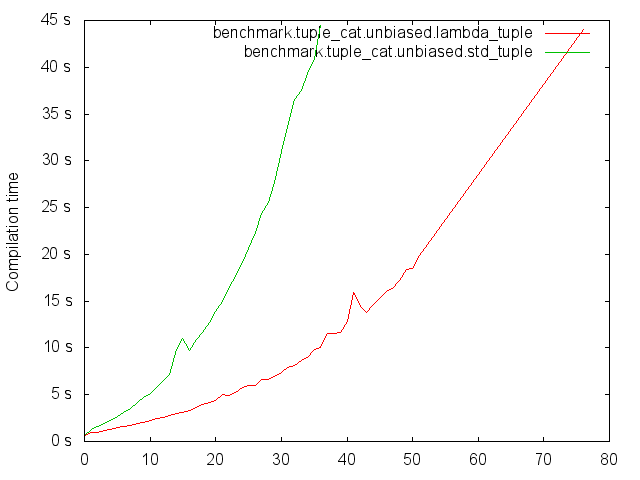 45 s
40 s
35 s
30 s
25 s
20 s
15 s
10 s
5 s
0 s
Compilation time
benchmark.tuple_cat.unbiased.lambda_tuple
benchmark.tuple_cat.unbiased.std_tuple
0 10 20 30 40 50 60 70 80